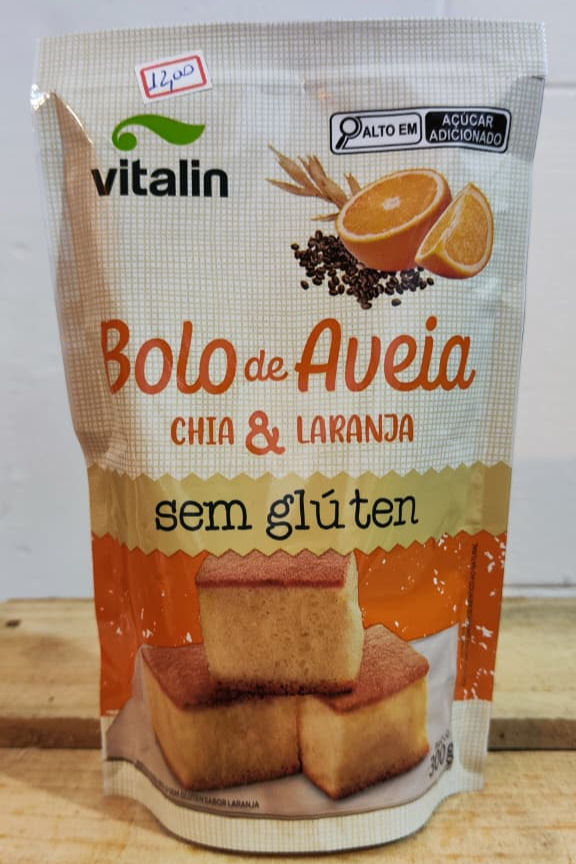 12,00
vitalin
ALTO EM
AÇÚCAR
ADICIONADO
Bolo de Aveia
CHIA & LARANJA
sem glúten
300g